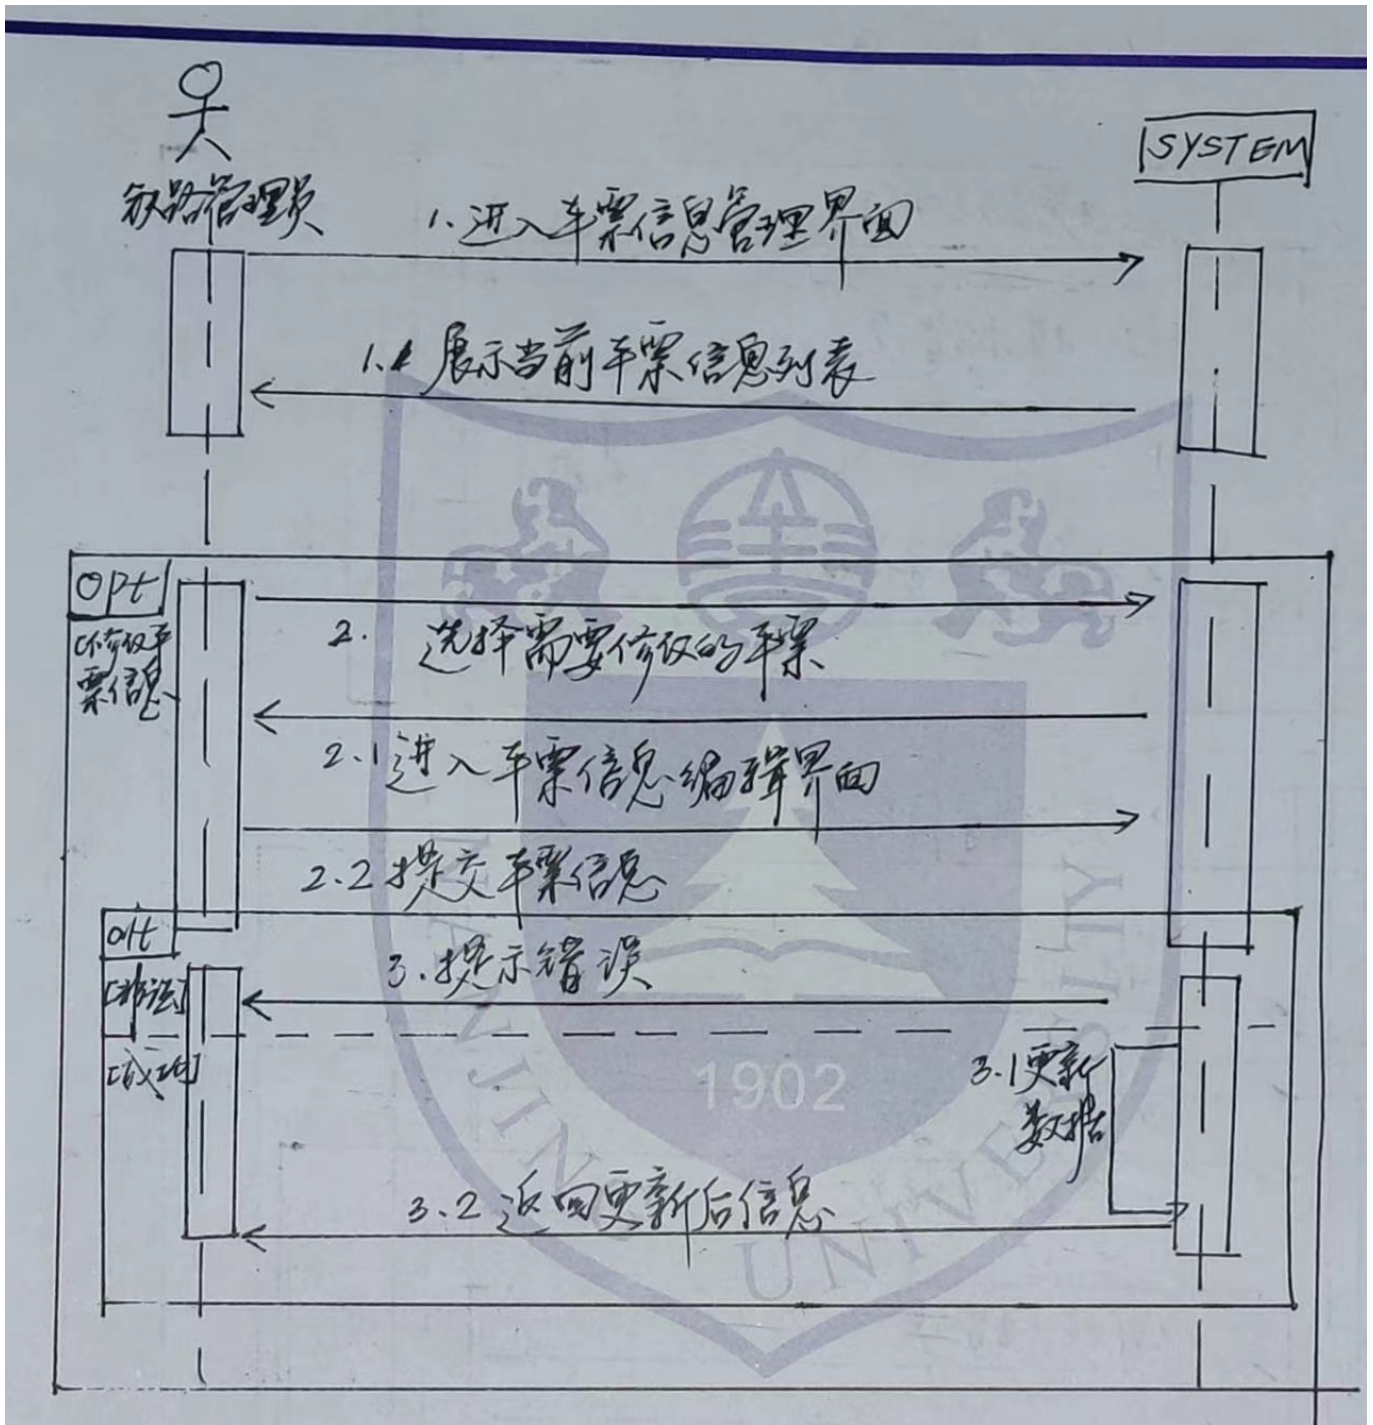 铁路管理员
SYSTEM
1.进入车票信息管理界面
1.1 展示当前车票信息列表
opt
[修改车
票信息
2. 选择需要修改的车票
2.1进入车票信息编辑界面
2.2提交车票信息
alt
3.提示错误
[非法]
[成功]
3.1更新
数据
3.2返回更新后信息
1902
NANJING UNIVERSITY